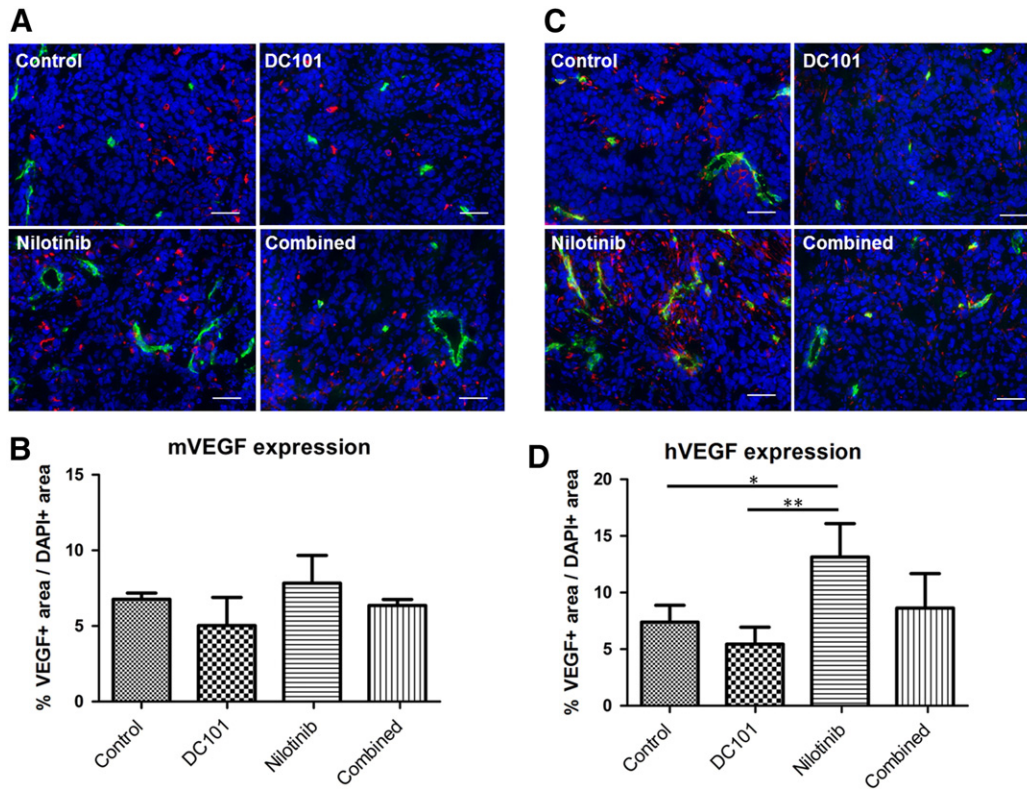 A
Control
DC101
Nilotinib
Combined
B
mVEGF expression
% VEGF+ area / DAPI+ area
15
10
5
0
Control
DC101
Nilotinib
Combined
C
Control
DC101
Nilotinib
Combined
D
hVEGF expression
% VEGF+ area / DAPI+ area
20
15
10
5
0
*
**
Control
DC101
Nilotinib
Combined